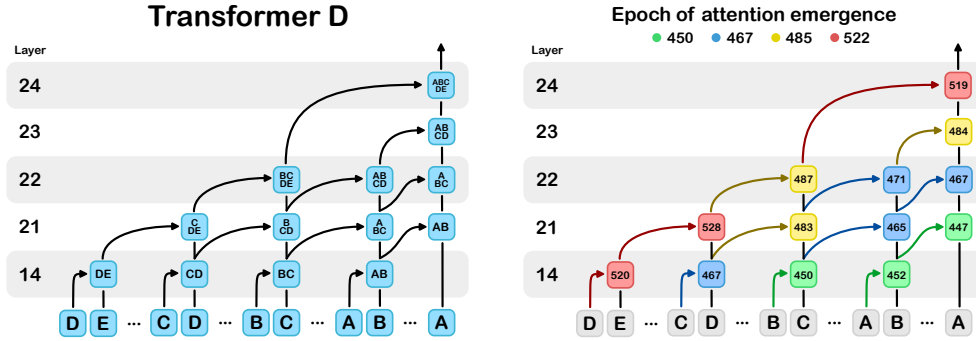 Transformer D
Layer
24
ABC
DE
23
AB
CD
22
BC
DE
AB
CD
A
BC
21
C
DE
B
CD
A
BC
AB
14
DE
CD
BC
AB
D E ... C D ... B C ... A B ... A
Epoch of attention emergence
450 467 485 522
Layer
24 519
23 484
22 487 471 467
21 528 483 465 447
14 520 467 450 452
D E ... C D ... B C ... A B ... A